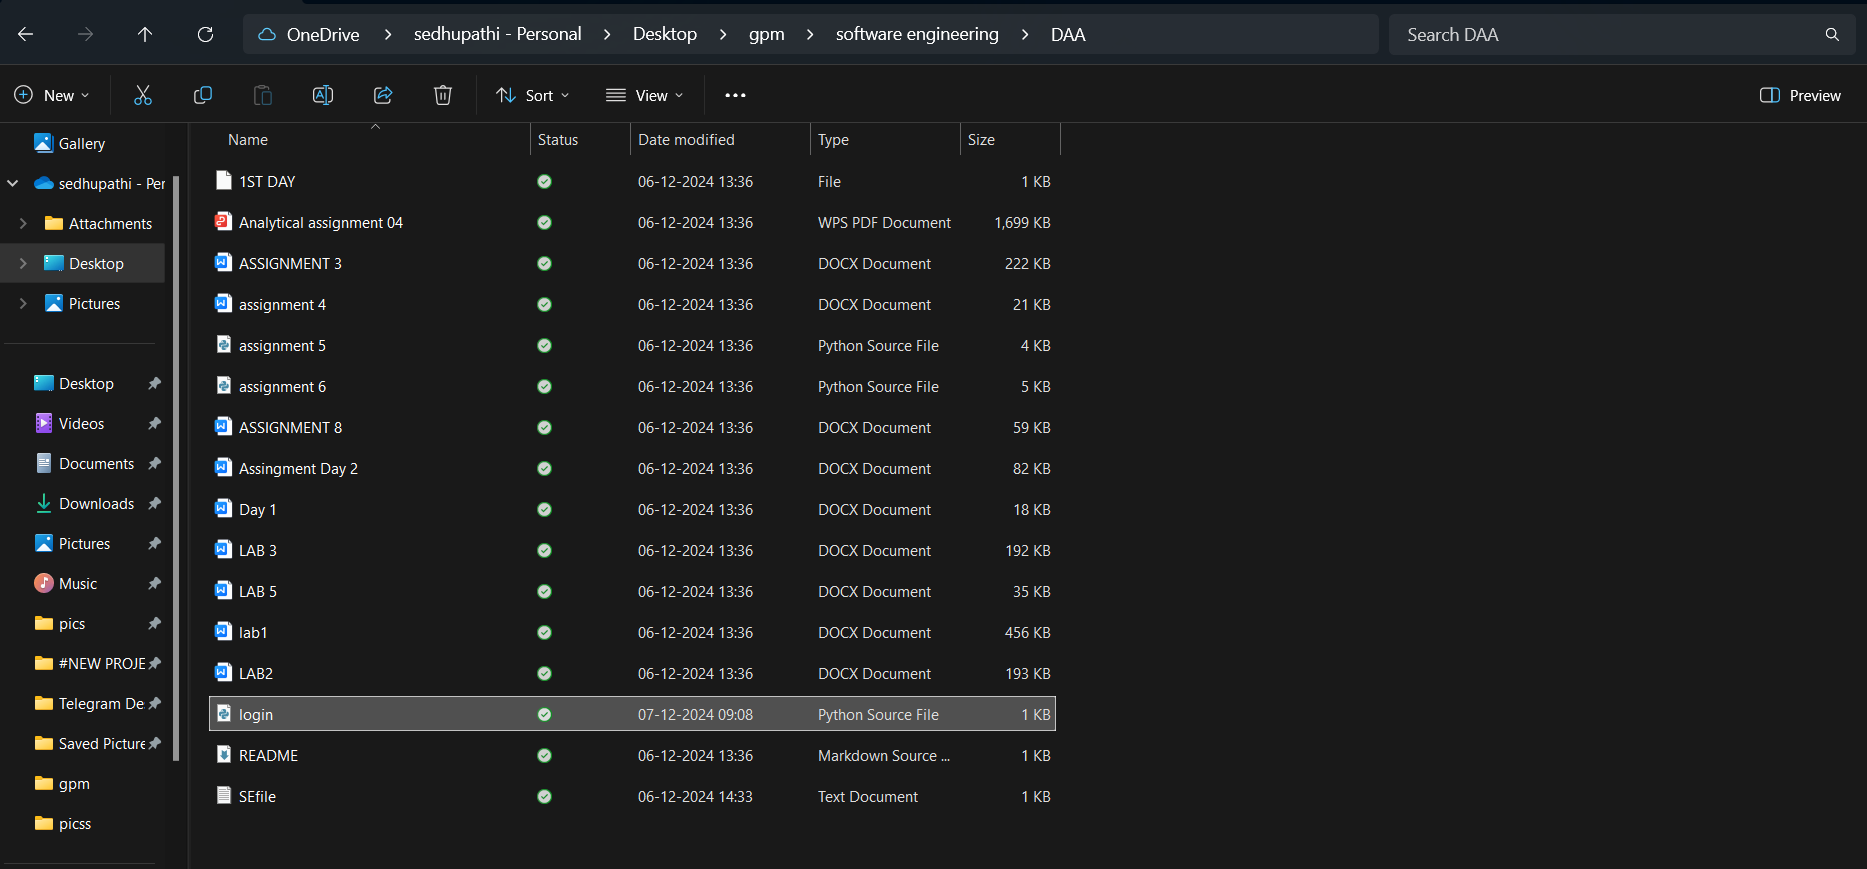 OneDrive > sedhupathi - Personal > Desktop > gpm > software engineering > DAA
Search DAA
New
Sort
View
Preview
Gallery
sedhupathi - Per
Attachments
Desktop
Pictures
Desktop
Videos
Documents
Downloads
Pictures
Music
pics
#NEW PROJE
Telegram De
Saved Picture
gpm
picss
Name Status Date modified Type Size
1ST DAY 06-12-2024 13:36 File 1 KB
Analytical assignment 04 06-12-2024 13:36 WPS PDF Document 1,699 KB
ASSIGNMENT 3 06-12-2024 13:36 DOCX Document 222 KB
assignment 4 06-12-2024 13:36 DOCX Document 21 KB
assignment 5 06-12-2024 13:36 Python Source File 4 KB
assignment 6 06-12-2024 13:36 Python Source File 5 KB
ASSIGNMENT 8 06-12-2024 13:36 DOCX Document 59 KB
Assingment Day 2 06-12-2024 13:36 DOCX Document 82 KB
Day 1 06-12-2024 13:36 DOCX Document 18 KB
LAB 3 06-12-2024 13:36 DOCX Document 192 KB
LAB 5 06-12-2024 13:36 DOCX Document 35 KB
lab1 06-12-2024 13:36 DOCX Document 456 KB
LAB2 06-12-2024 13:36 DOCX Document 193 KB
login 07-12-2024 09:08 Python Source File 1 KB
README 06-12-2024 13:36 Markdown Source ... 1 KB
SEfile 06-12-2024 14:33 Text Document 1 KB